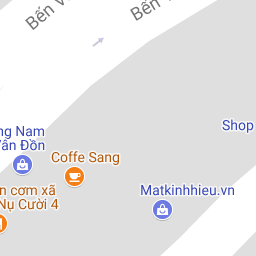 Bến V
Bến
Shop
ng Nam
Vân Đồn
Coffe Sang
Matkinhhieu.vn
n cơm xã
Nụ Cười 4